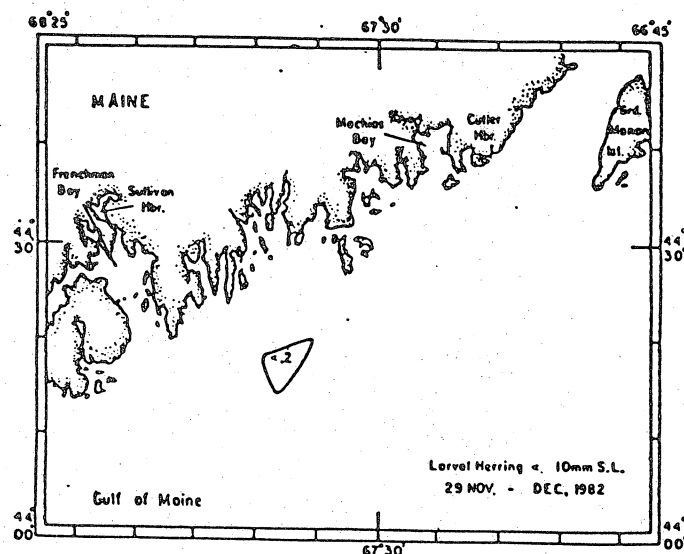 68°25'
67°30'
66°45'
MAINE
Machias
Bay
Cutler
Hbr.
Grd.
Manan
Isl.
Frenchman
Bay
Sullivan
Hbr.
44°
30'
44°
30'
<.2
Larval Herring < 10mm S.L.
29 NOV. - DEC, 1982
Gulf of Maine
44°
00'
67°30'
44°
00'